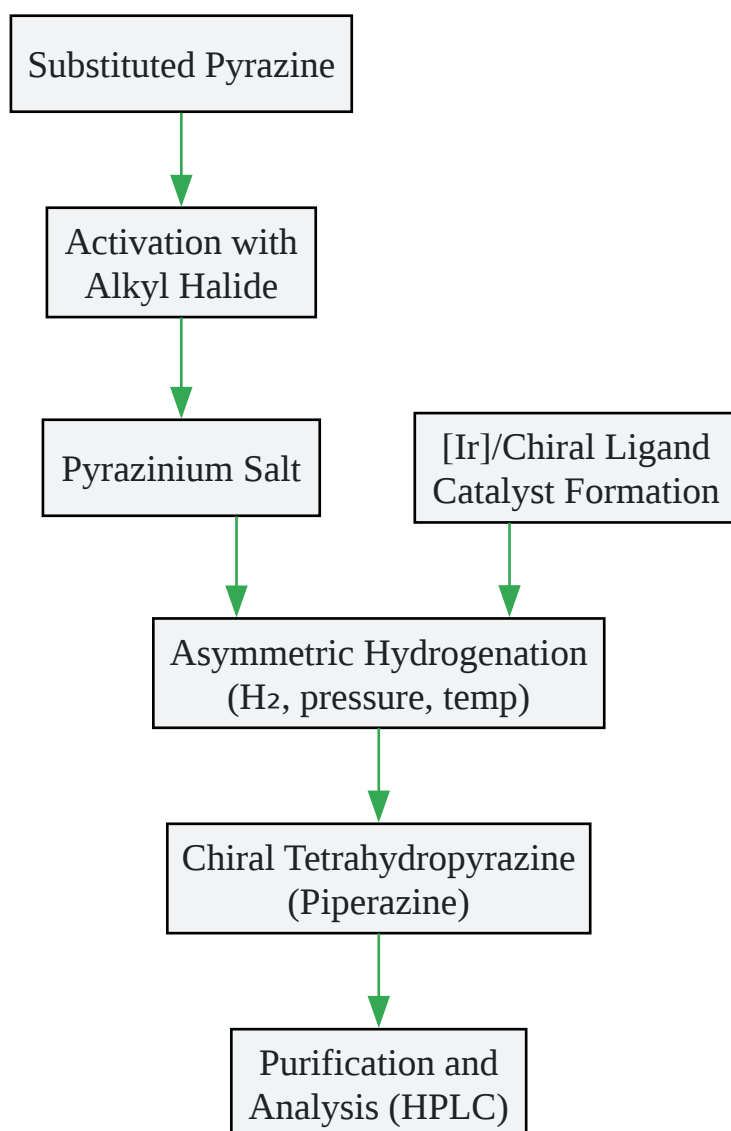 Substituted Pyrazine
Activation with
Alkyl Halide
Pyrazinium Salt
[Ir]/Chiral Ligand
Catalyst Formation
Asymmetric Hydrogenation
(H₂, pressure, temp)
Chiral Tetrahydropyrazine
(Piperazine)
Purification and
Analysis (HPLC)